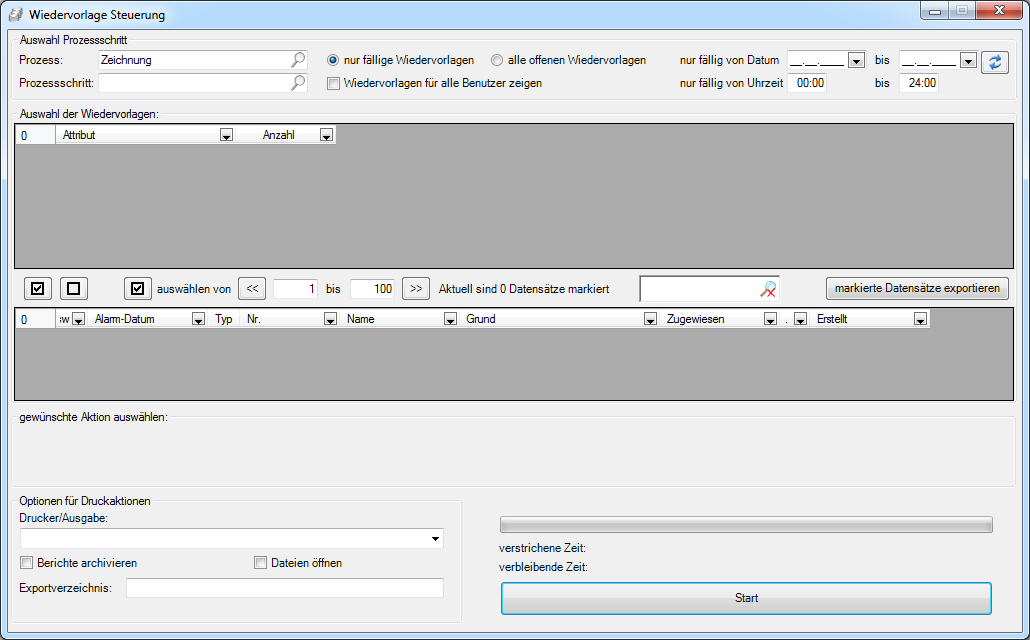 Wiedervorlage Steuerung
Auswahl Prozessschritt
Prozess: Zeichnung nur fällige Wiedervorlagen alle offenen Wiedervorlagen nur fällig von Datum __.__.____ bis __.__.____
Prozessschritt: Wiedervorlagen für alle Benutzer zeigen nur fällig von Uhrzeit 00:00 bis 24:00
Auswahl der Wiedervorlagen:
0 Attribut Anzahl
auswählen von << 1 bis 100 >> Aktuell sind 0 Datensätze markiert markierte Datensätze exportieren
0 Alarm-Datum Typ Nr. Name Grund Zugewiesen . Erstellt
gewünschte Aktion auswählen:
Optionen für Druckaktionen
Drucker/Ausgabe:
verstrichene Zeit:
Berichte archivieren Dateien öffnen
verbleibende Zeit:
Exportverzeichnis:
Start